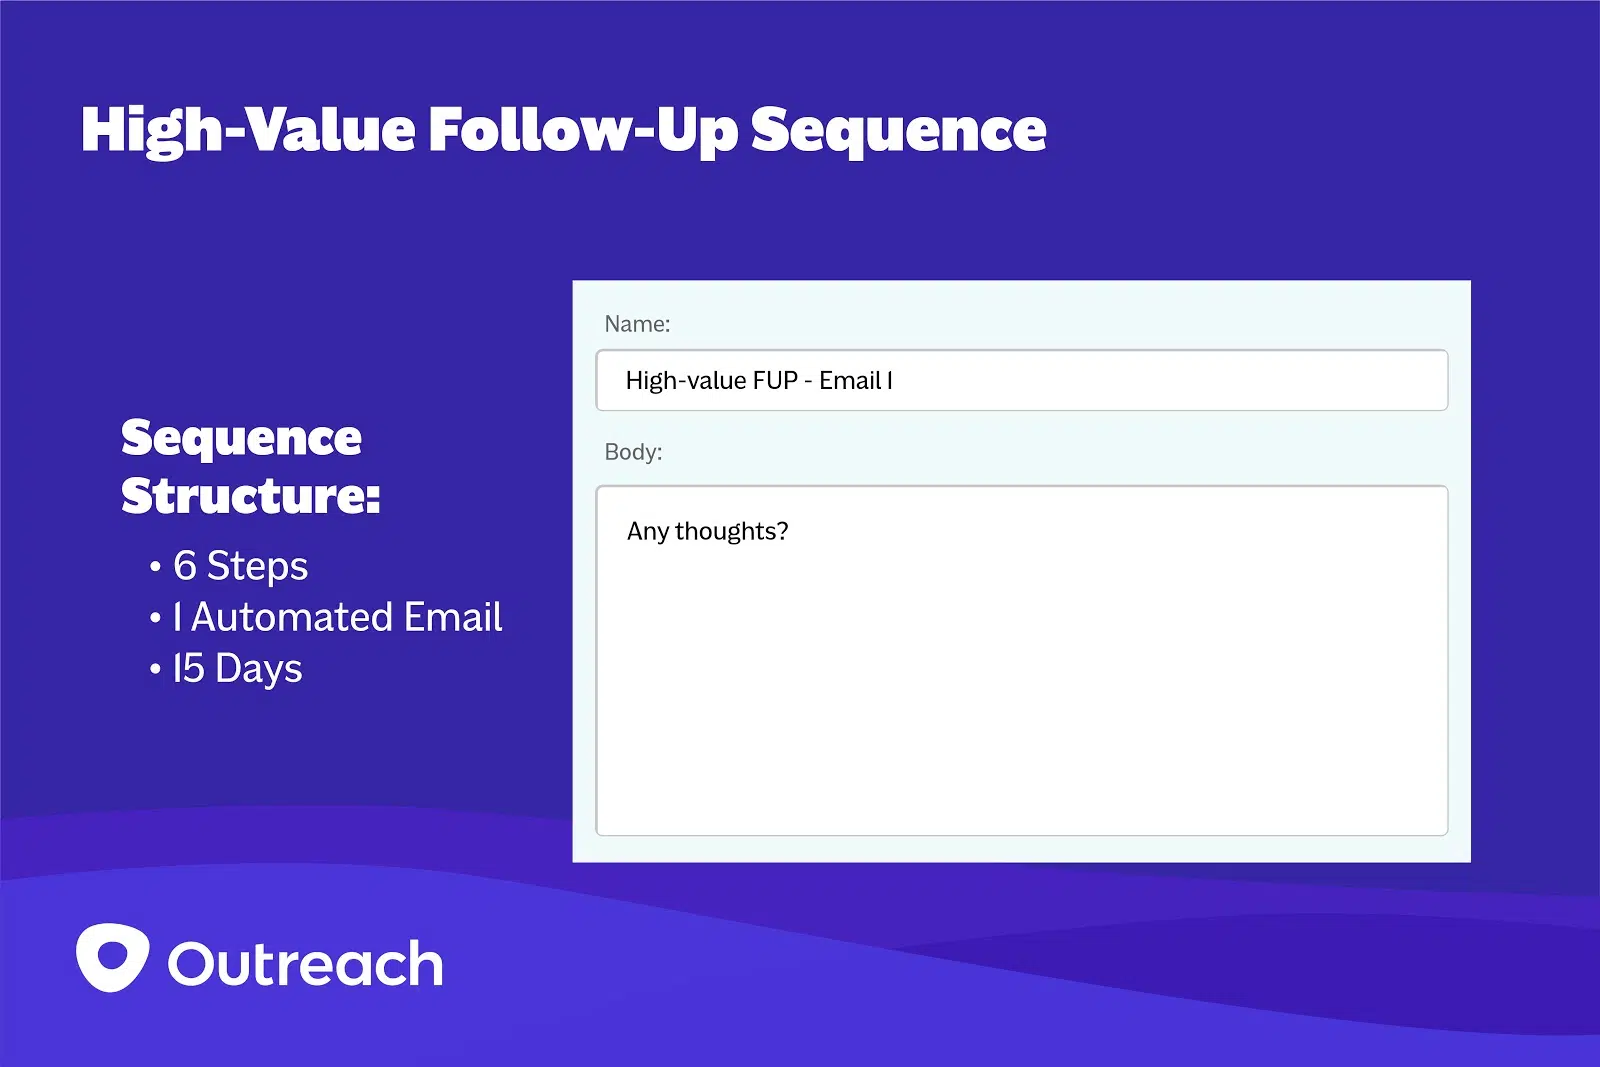 High-Value Follow-Up Sequence
Sequence
Structure:
• 6 Steps
• 1 Automated Email
• 15 Days
Name:
High-value FUP - Email 1
Body:
Any thoughts?
Outreach